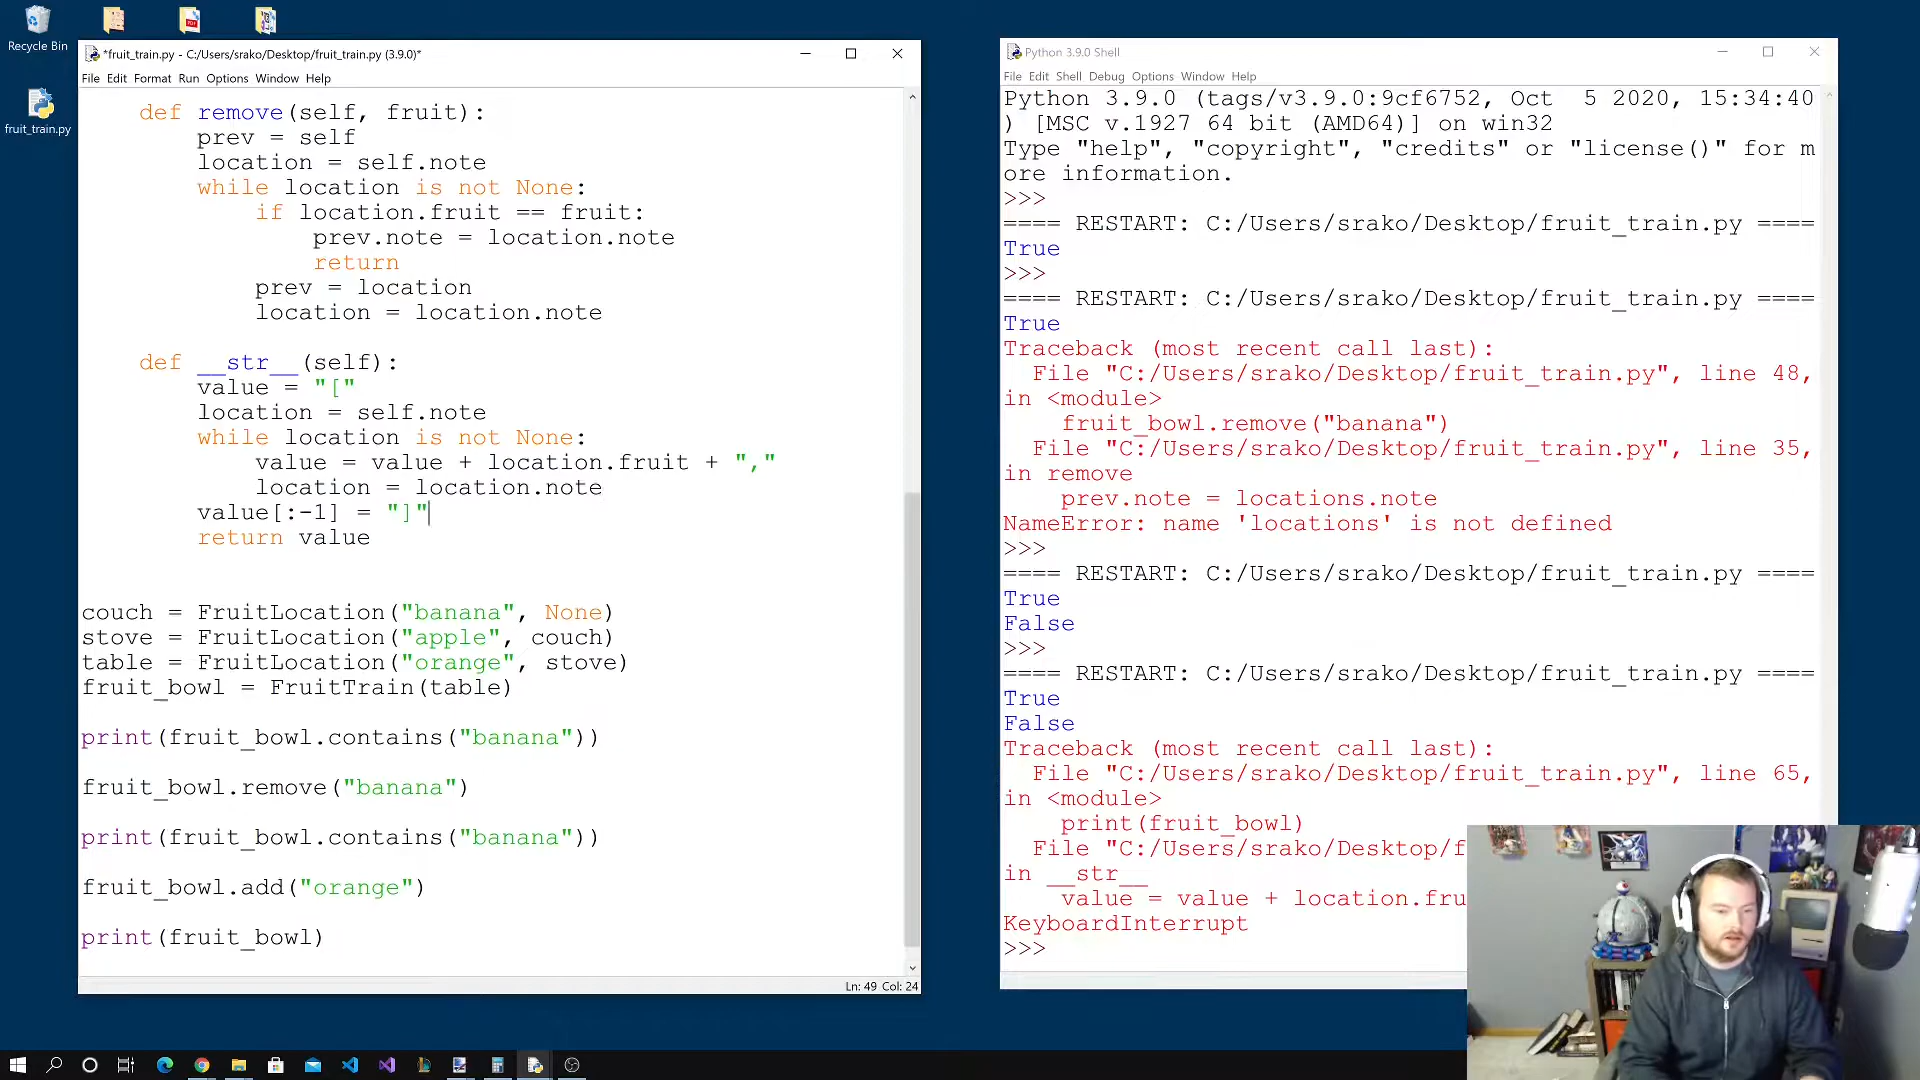 Recycle Bin
fruit_train.py
*fruit_train.py - C:/Users/srako/Desktop/fruit_train.py (3.9.0)*
File Edit Format Run Options Window Help
def remove(self, fruit):
prev = self
location = self.note
while location is not None:
if location.fruit == fruit:
prev.note = location.note
return
prev = location
location = location.note
def __str__(self):
value = "["
location = self.note
while location is not None:
value = value + location.fruit + ","
location = location.note
value[:-1] = "]"
return value
couch = FruitLocation("banana", None)
stove = FruitLocation("apple", couch)
table = FruitLocation("orange", stove)
fruit_bowl = FruitTrain(table)
print(fruit_bowl.contains("banana"))
fruit_bowl.remove("banana")
print(fruit_bowl.contains("banana"))
fruit_bowl.add("orange")
print(fruit_bowl)
Ln: 49 Col: 24
Python 3.9.0 Shell
File Edit Shell Debug Options Window Help
Python 3.9.0 (tags/v3.9.0:9cf6752, Oct  5 2020, 15:34:40
) [MSC v.1927 64 bit (AMD64)] on win32
Type "help", "copyright", "credits" or "license()" for m
ore information.
>>>
==== RESTART: C:/Users/srako/Desktop/fruit_train.py ====
True
>>>
==== RESTART: C:/Users/srako/Desktop/fruit_train.py ====
True
Traceback (most recent call last):
File "C:/Users/srako/Desktop/fruit_train.py", line 48,
in <module>
fruit_bowl.remove("banana")
File "C:/Users/srako/Desktop/fruit_train.py", line 35,
in remove
prev.note = locations.note
NameError: name 'locations' is not defined
>>>
==== RESTART: C:/Users/srako/Desktop/fruit_train.py ====
True
False
>>>
==== RESTART: C:/Users/srako/Desktop/fruit_train.py ====
True
False
Traceback (most recent call last):
File "C:/Users/srako/Desktop/fruit_train.py", line 65,
in <module>
print(fruit_bowl)
File "C:/Users/srako/Desktop/f
in __str__
value = value + location.fru
KeyboardInterrupt
>>>